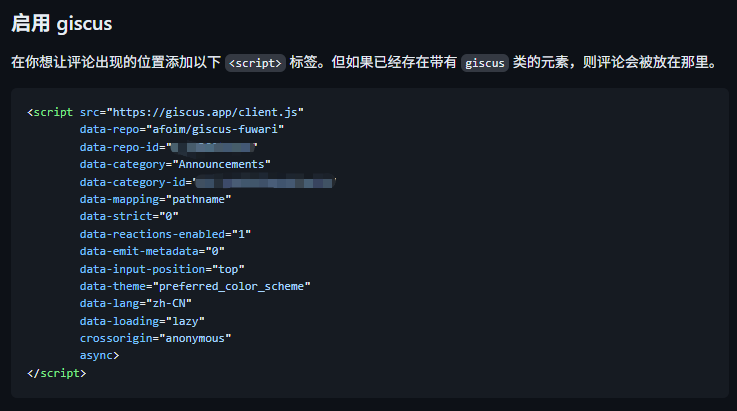 启用 giscus
在你想让评论出现的位置添加以下 <script> 标签。但如果已经存在带有 giscus 类的元素，则评论会被放在那里。
<script src="https://giscus.app/client.js"
data-repo="afoim/giscus-fuwari"
data-repo-id="
data-category="Announcements"
data-category-id="
data-mapping="pathname"
data-strict="0"
data-reactions-enabled="1"
data-emit-metadata="0"
data-input-position="top"
data-theme="preferred_color_scheme"
data-lang="zh-CN"
data-loading="lazy"
crossorigin="anonymous"
async>
</script>